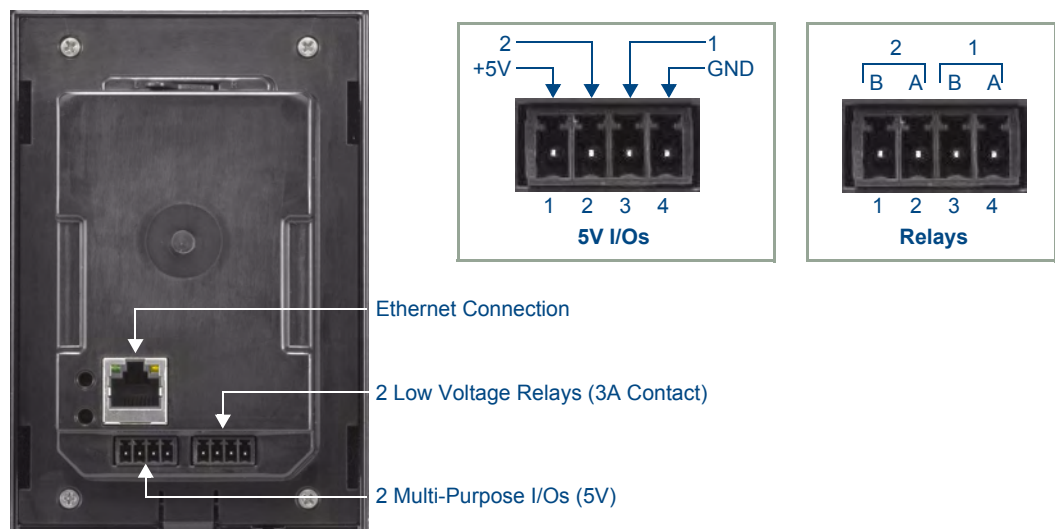 2
1
+5V
GND
1 2 3 4
5V I/Os
2 1
B A B A
1 2 3 4
Relays
Ethernet Connection
2 Low Voltage Relays (3A Contact)
2 Multi-Purpose I/Os (5V)